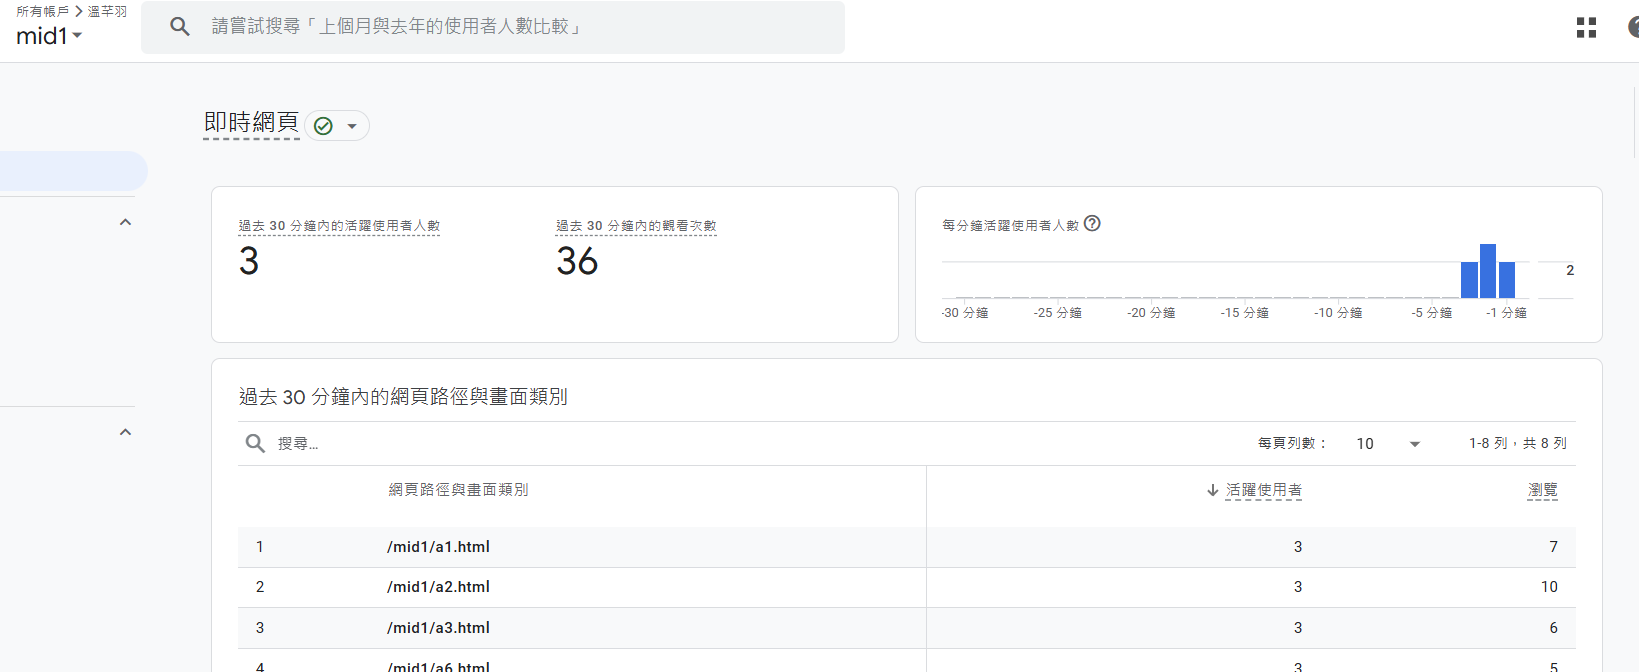 所有帳戶 > 溫芊羽
mid1
請嘗試搜尋「上個月與去年的使用者人數比較」
即時網頁
過去 30 分鐘內的活躍使用者人數
3
過去 30 分鐘內的觀看次數
36
每分鐘活躍使用者人數
2
-30 分鐘 -25 分鐘 -20 分鐘 -15 分鐘 -10 分鐘 -5 分鐘 -1 分鐘
過去 30 分鐘內的網頁路徑與畫面類別
搜尋... 每頁列數： 10 1-8 列，共 8 列
網頁路徑與畫面類別 活躍使用者 瀏覽
1 /mid1/a1.html 3 7
2 /mid1/a2.html 3 10
3 /mid1/a3.html 3 6
4 /mid1/a6.html 3 5